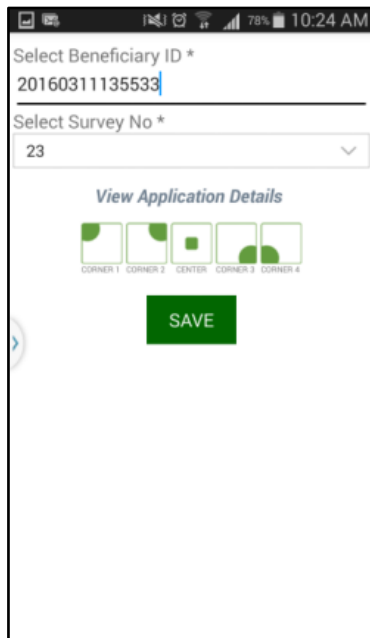 78% 10:24 AM
Select Beneficiary ID *
20160311135533
Select Survey No *
23
View Application Details
CORNER 1 CORNER 2 CENTER CORNER 3 CORNER 4
SAVE